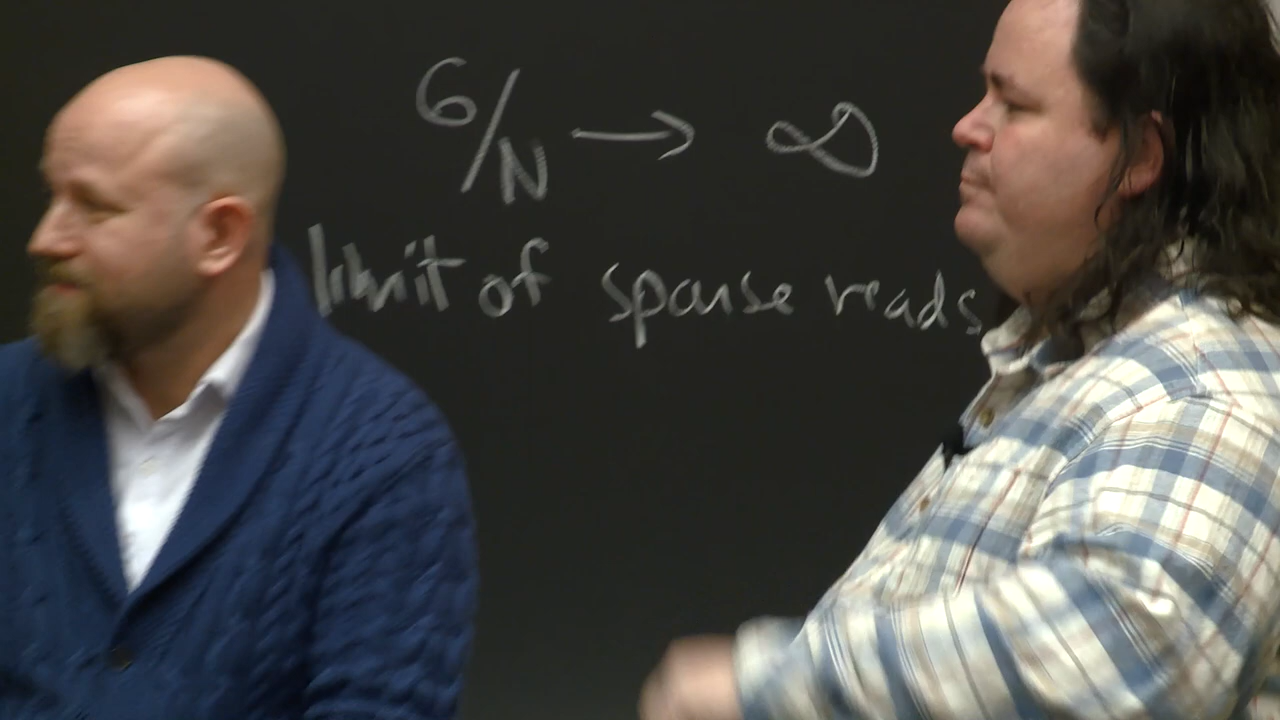 G/N → ∞
limit of sparse reads